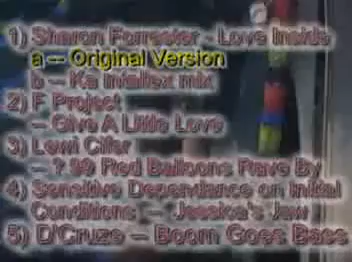 1) Sharon Forrester - Love Inside
a -- Original Version
b -- Ka Intellex mix
2) F Project
-- Give A Little Love
3) Lewi Cifer
-- ? 99 Red Balloons Rave By
4) Sensitive Dependance on Initial
Conditions -- Jessica's Jaw
5) D'Cruze -- Boom Goes Bass